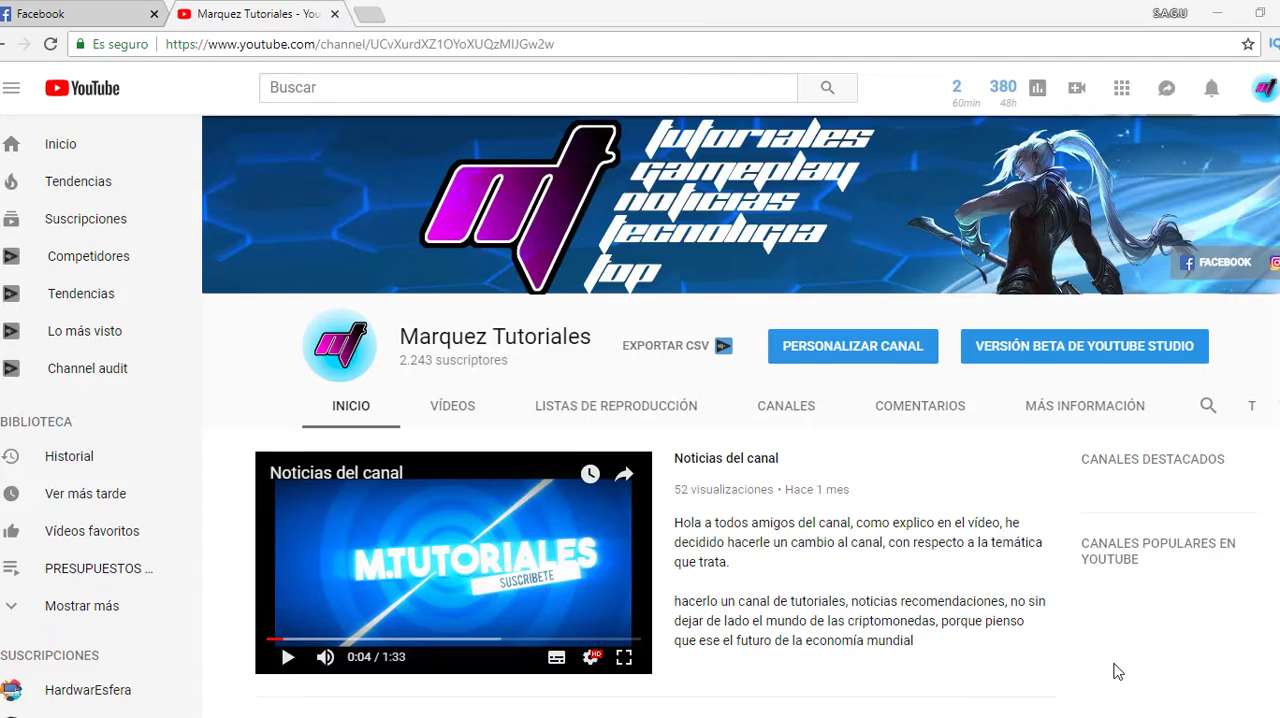 Facebook
Marquez Tutoriales - You
S.A.G.U
Es seguro
https://www.youtube.com/channel/UCvXurdXZ1OYoXUQzMIJGw2w
IQ
YouTube
Buscar
2
60min
380
48h
Inicio
Tendencias
Suscripciones
Competidores
Tendencias
Lo más visto
Channel audit
BIBLIOTECA
Historial
Ver más tarde
Vídeos favoritos
PRESUPUESTOS ...
Mostrar más
SUSCRIPCIONES
HardwarEsfera
tutoriales
gameplay
noticias
tecnoligia
top
FACEBOOK
Marquez Tutoriales
2.243 suscriptores
EXPORTAR CSV
PERSONALIZAR CANAL
VERSIÓN BETA DE YOUTUBE STUDIO
INICIO
VÍDEOS
LISTAS DE REPRODUCCIÓN
CANALES
COMENTARIOS
MÁS INFORMACIÓN
T
Noticias del canal
M.TUTORIALES
SUSCRIBETE
0:04 / 1:33
HD
Noticias del canal
52 visualizaciones • Hace 1 mes
Hola a todos amigos del canal, como explico en el vídeo, he
decidido hacerle un cambio al canal, con respecto a la temática
que trata.
hacerlo un canal de tutoriales, noticias recomendaciones, no sin
dejar de lado el mundo de las criptomonedas, porque pienso
que ese el futuro de la economía mundial
CANALES DESTACADOS
CANALES POPULARES EN
YOUTUBE